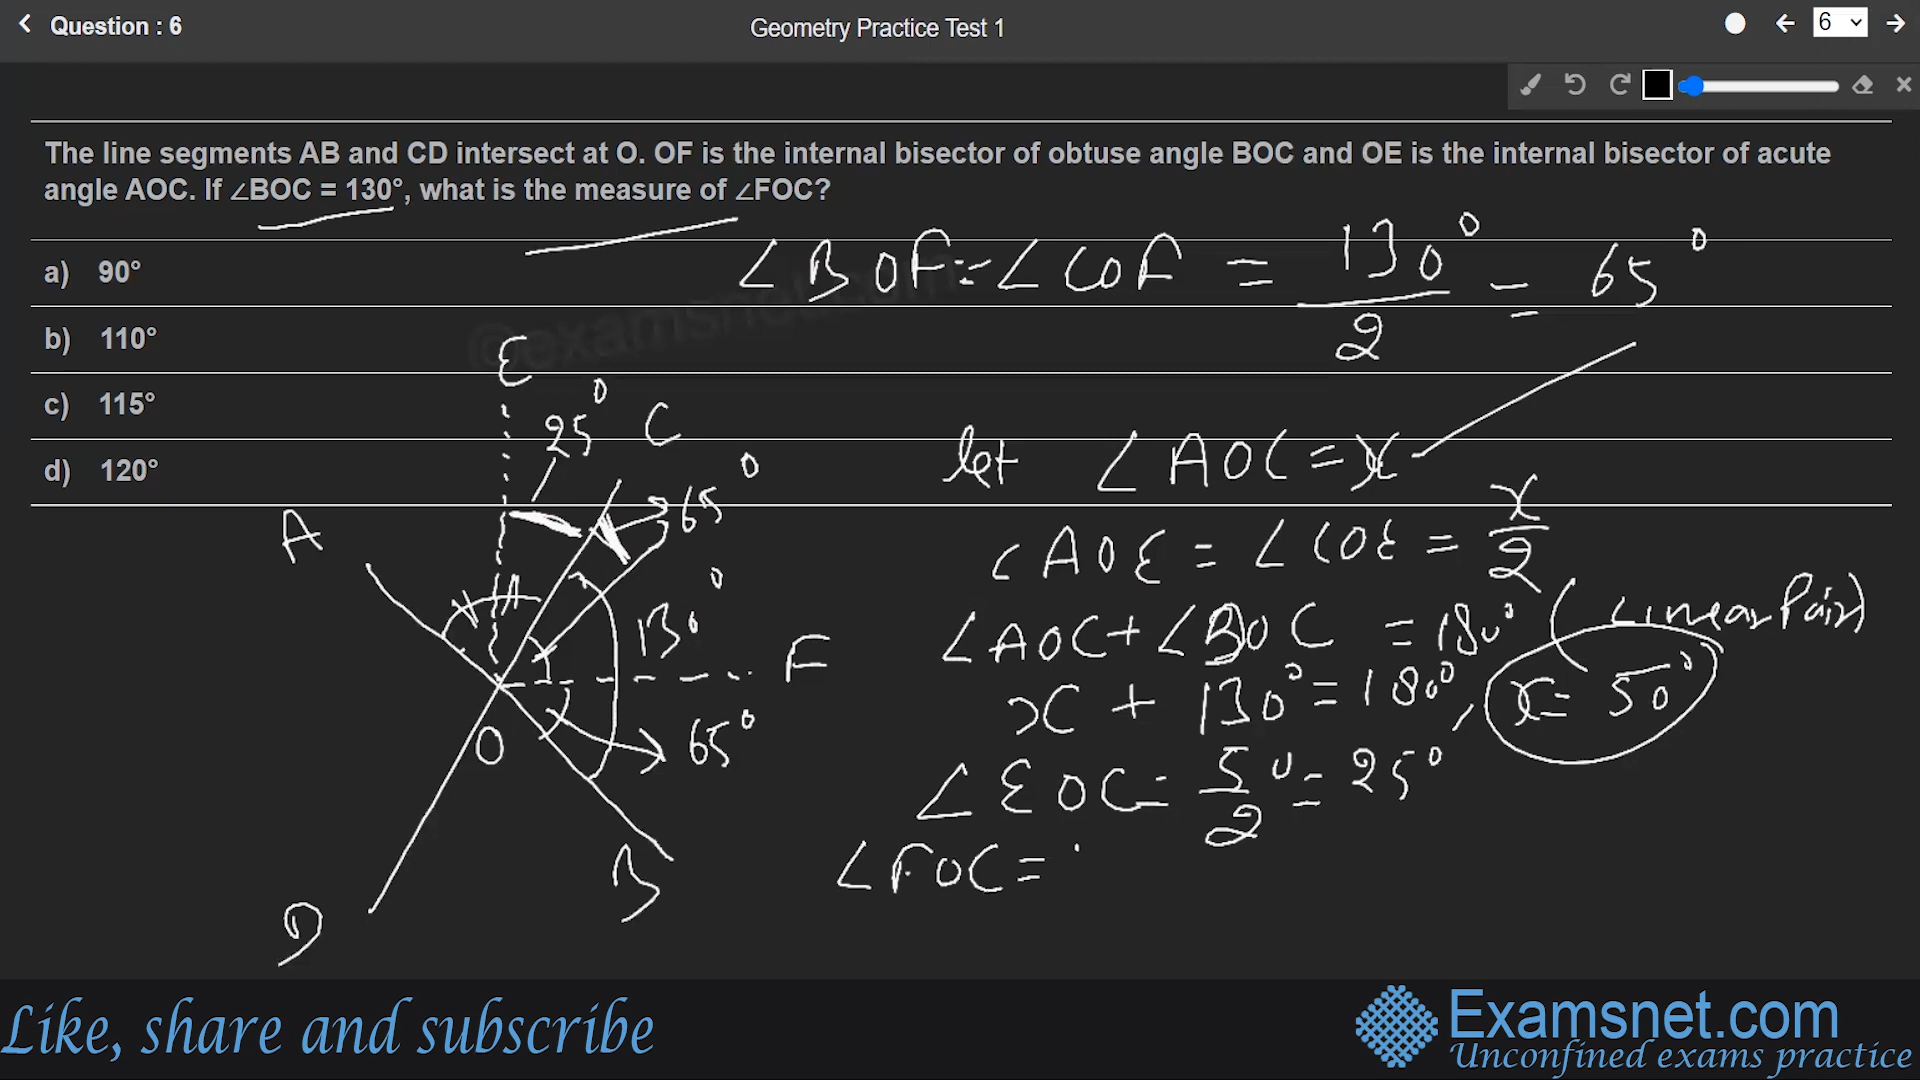 Question : 6
Geometry Practice Test 1
6
The line segments AB and CD intersect at O. OF is the internal bisector of obtuse angle BOC and OE is the internal bisector of acute
angle AOC. If ∠BOC = 130°, what is the measure of ∠FOC?
∠BOF=∠COF = 130°/2 = 65°
a) 90°
b) 110°
c) 115°
d) 120°
@examsnet.com
E
25°
C
65°
A
130°
F
65°
O
B
D
let ∠AOC=x
∠AOE = ∠COE = x/2
∠AOC+∠BOC = 180° (Linear Pair)
x + 130° = 180°, x = 50°
∠EOC = 50/2 = 25°
∠FOC =
Like, share and subscribe
Examsnet.com
Unconfined exams practice